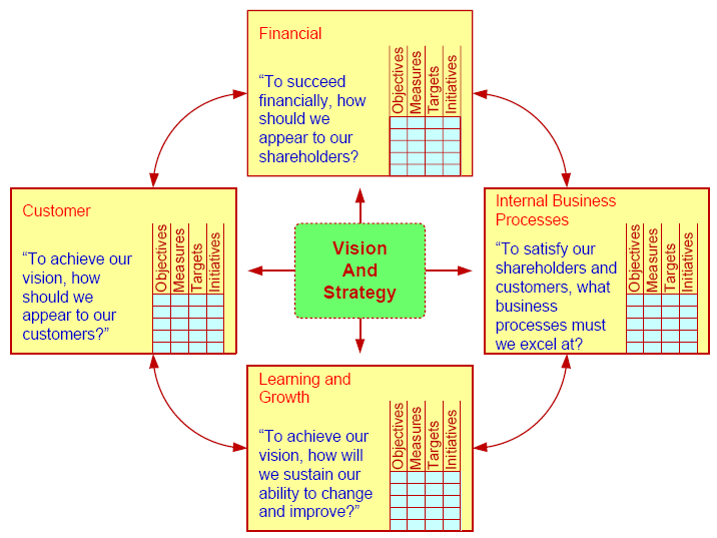 Financial
“To succeed
financially, how
should we
appear to our
shareholders?
Objectives
Measures
Targets
Initiatives
Customer
“To achieve our
vision, how
should we
appear to our
customers?”
Objectives
Measures
Targets
Initiatives
Vision
And
Strategy
Internal Business
Processes
“To satisfy our
shareholders and
customers, what
business
processes must
we excel at?
Objectives
Measures
Targets
Initiatives
Learning and
Growth
“To achieve our
vision, how will
we sustain our
ability to change
and improve?”
Objectives
Measures
Targets
Initiatives